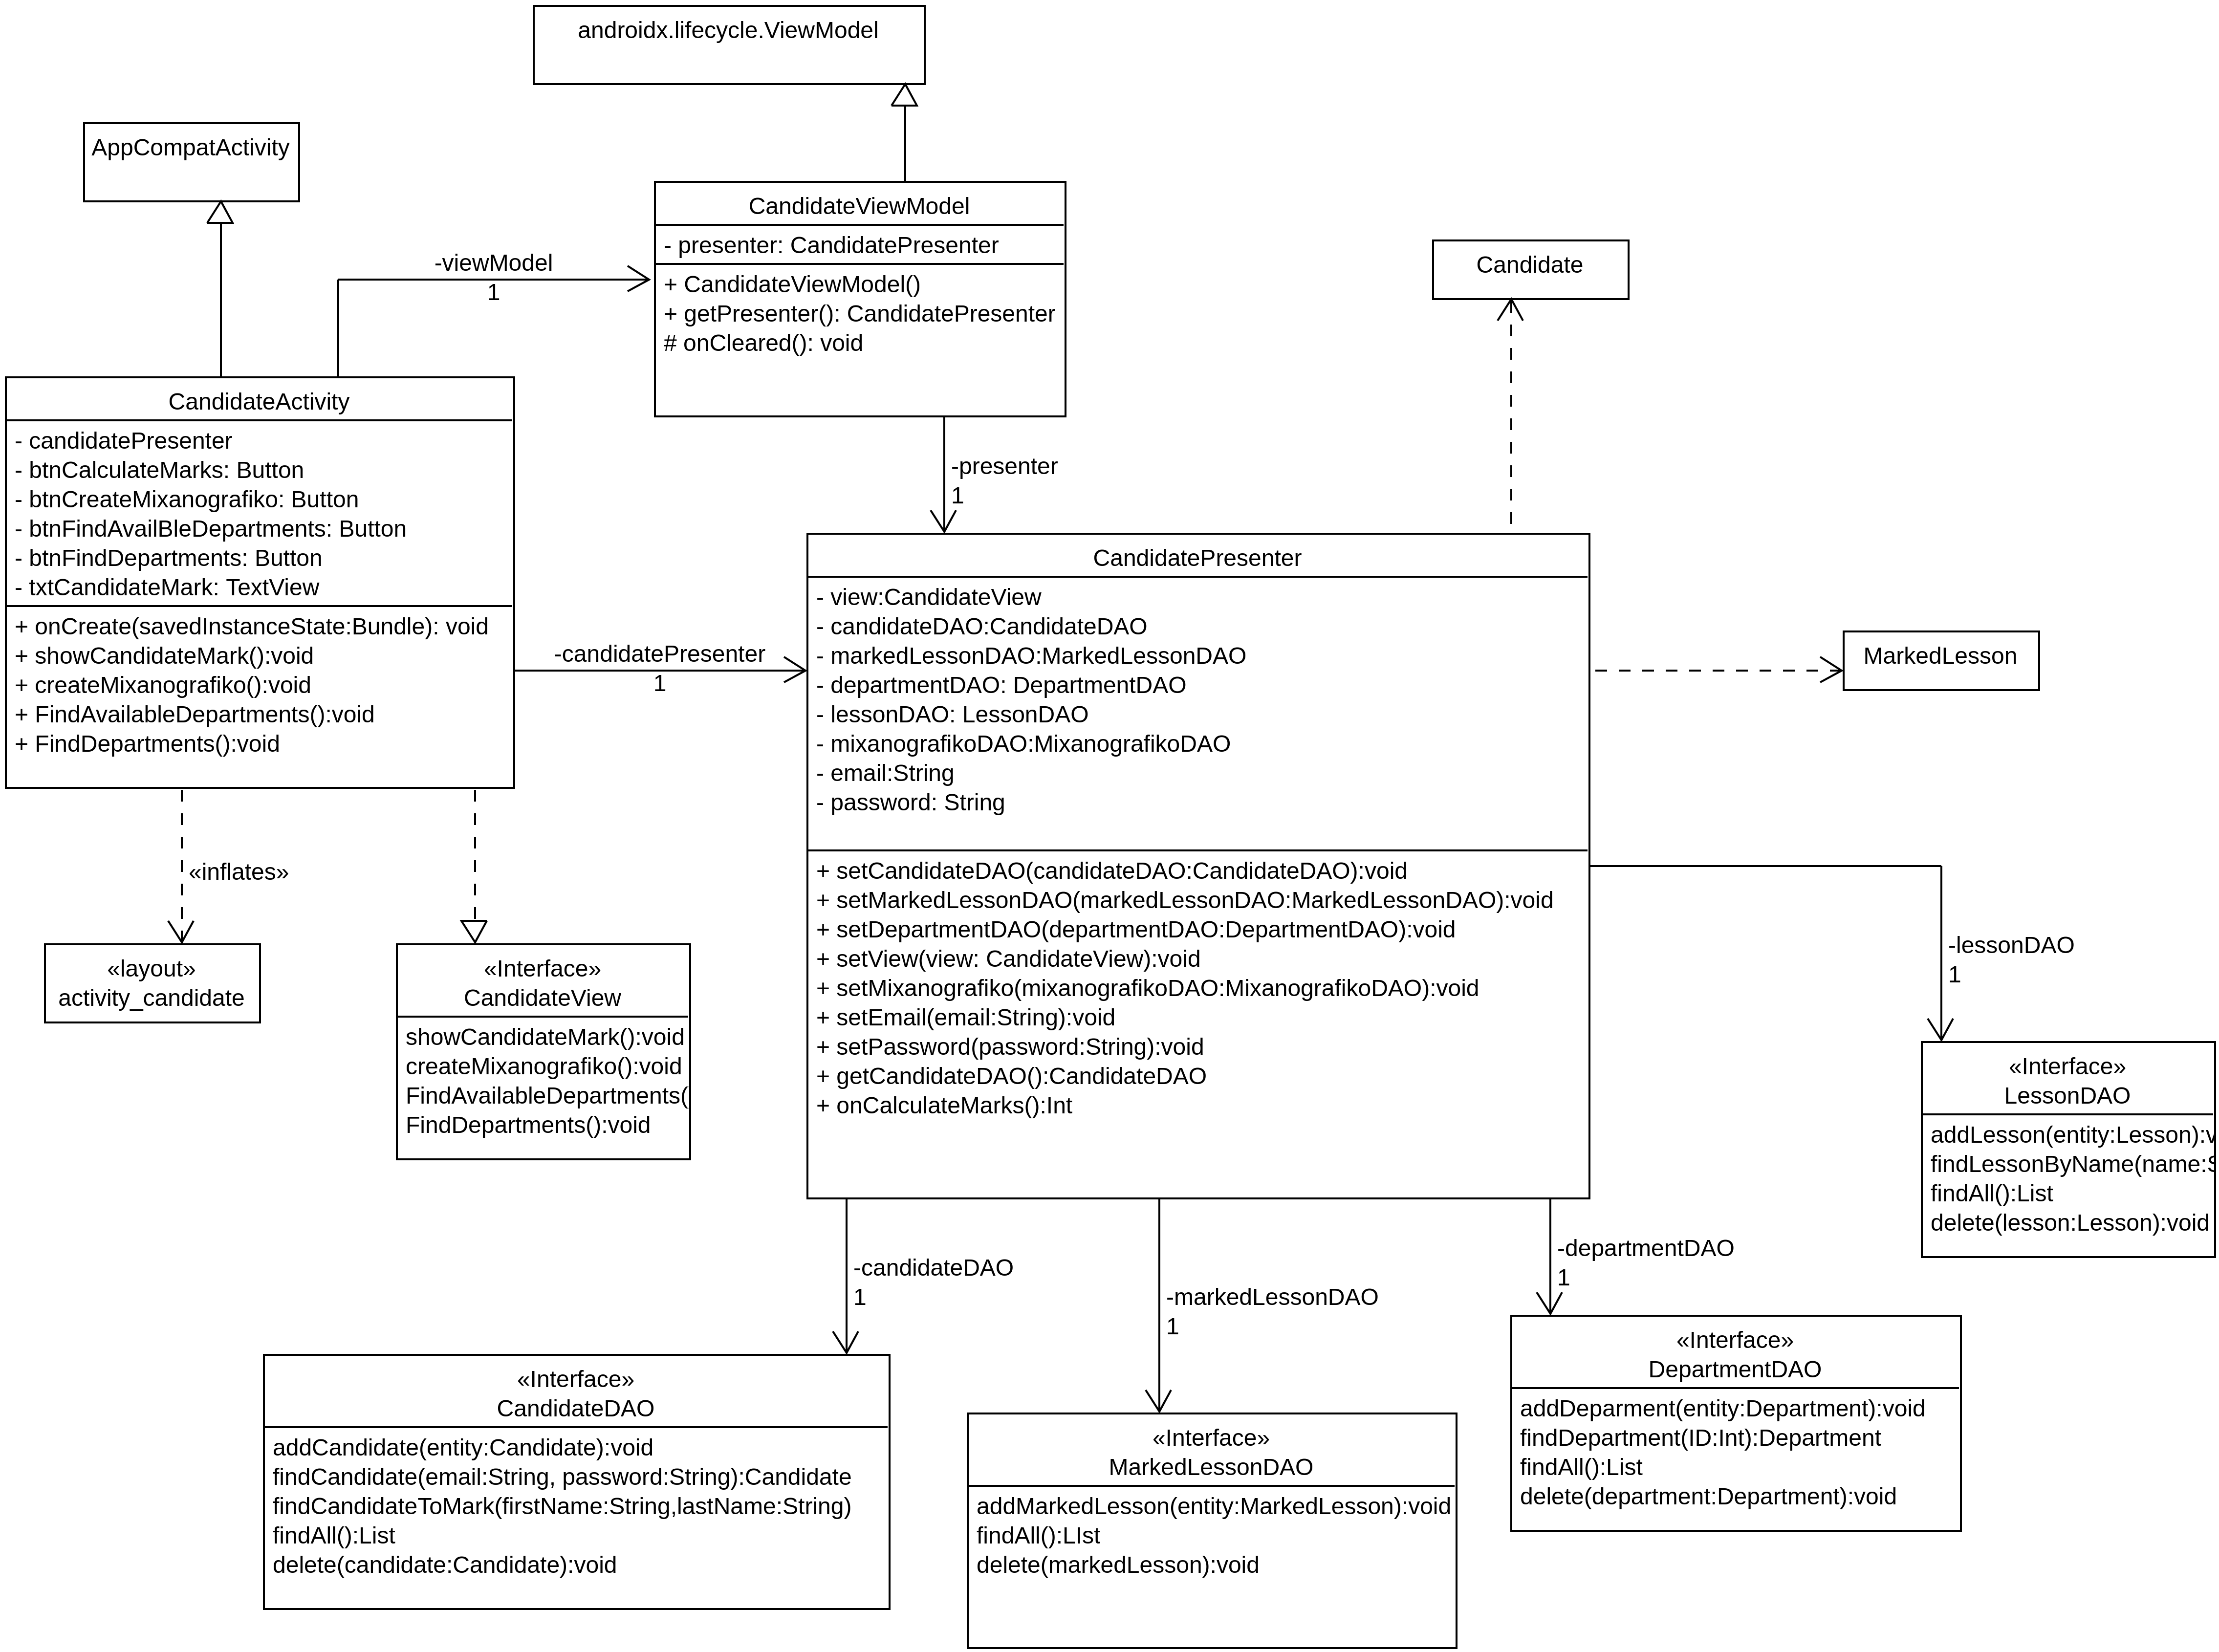 androidx.lifecycle.ViewModel
AppCompatActivity
CandidateViewModel
- presenter: CandidatePresenter
+ CandidateViewModel()
+ getPresenter(): CandidatePresenter
# onCleared(): void
-viewModel
1
Candidate
CandidateActivity
- candidatePresenter
- btnCalculateMarks: Button
- btnCreateMixanografiko: Button
- btnFindAvailBleDepartments: Button
- btnFindDepartments: Button
- txtCandidateMark: TextView
+ onCreate(savedInstanceState:Bundle): void
+ showCandidateMark():void
+ createMixanografiko():void
+ FindAvailableDepartments():void
+ FindDepartments():void
-presenter
1
-candidatePresenter
1
CandidatePresenter
- view:CandidateView
- candidateDAO:CandidateDAO
- markedLessonDAO:MarkedLessonDAO
- departmentDAO: DepartmentDAO
- lessonDAO: LessonDAO
- mixanografikoDAO:MixanografikoDAO
- email:String
- password: String
+ setCandidateDAO(candidateDAO:CandidateDAO):void
+ setMarkedLessonDAO(markedLessonDAO:MarkedLessonDAO):void
+ setDepartmentDAO(departmentDAO:DepartmentDAO):void
+ setView(view: CandidateView):void
+ setMixanografiko(mixanografikoDAO:MixanografikoDAO):void
+ setEmail(email:String):void
+ setPassword(password:String):void
+ getCandidateDAO():CandidateDAO
+ onCalculateMarks():Int
MarkedLesson
«inflates»
«layout»
activity_candidate
«Interface»
CandidateView
showCandidateMark():void
createMixanografiko():void
FindAvailableDepartments(
FindDepartments():void
-lessonDAO
1
«Interface»
LessonDAO
addLesson(entity:Lesson):v
findLessonByName(name:S
findAll():List
delete(lesson:Lesson):void
-candidateDAO
1
-markedLessonDAO
1
-departmentDAO
1
«Interface»
CandidateDAO
addCandidate(entity:Candidate):void
findCandidate(email:String, password:String):Candidate
findCandidateToMark(firstName:String,lastName:String)
findAll():List
delete(candidate:Candidate):void
«Interface»
MarkedLessonDAO
addMarkedLesson(entity:MarkedLesson):void
findAll():LIst
delete(markedLesson):void
«Interface»
DepartmentDAO
addDeparment(entity:Department):void
findDepartment(ID:Int):Department
findAll():List
delete(department:Department):void